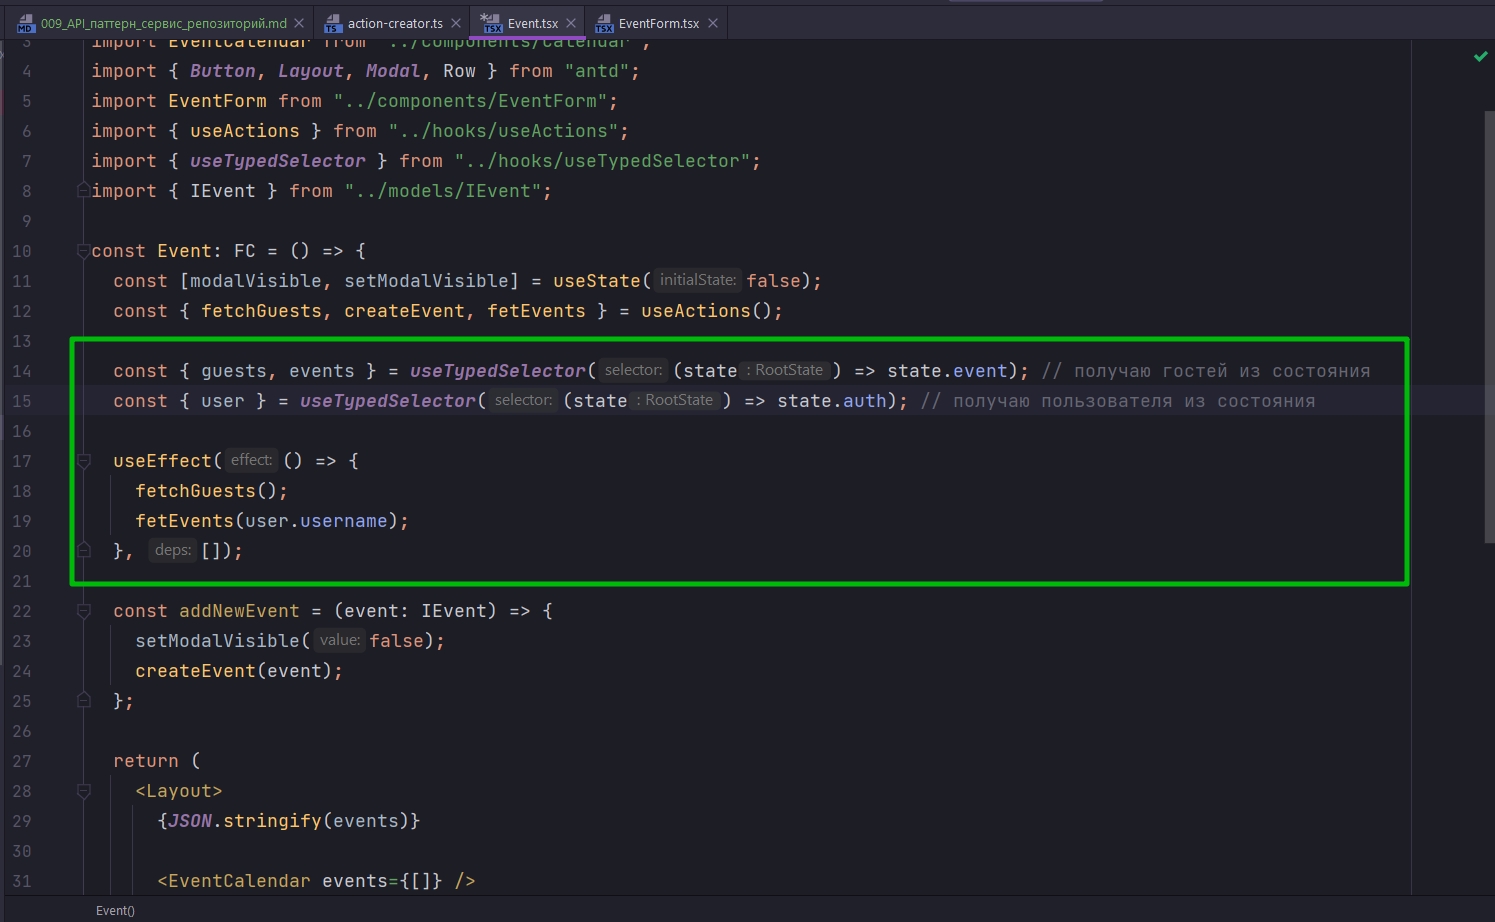 009_API_паттерн_сервис_репозиторий.md
action-creator.ts
Event.tsx
EventForm.tsx
3 import EventCalendar from "../components/Calendar";
4 import { Button, Layout, Modal, Row } from "antd";
5 import EventForm from "../components/EventForm";
6 import { useActions } from "../hooks/useActions";
7 import { useTypedSelector } from "../hooks/useTypedSelector";
8 import { IEvent } from "../models/IEvent";
9
10 const Event: FC = () => {
11 const [modalVisible, setModalVisible] = useState( initialState: false);
12 const { fetchGuests, createEvent, fetEvents } = useActions();
13
14 const { guests, events } = useTypedSelector( selector: (state : RootState ) => state.event); // получаю гостей из состояния
15 const { user } = useTypedSelector( selector: (state : RootState ) => state.auth); // получаю пользователя из состояния
16
17 useEffect( effect: () => {
18 fetchGuests();
19 fetEvents(user.username);
20 }, deps: []);
21
22 const addNewEvent = (event: IEvent) => {
23 setModalVisible( value: false);
24 createEvent(event);
25 };
26
27 return (
28 <Layout>
29 {JSON.stringify(events)}
30
31 <EventCalendar events={[]} />
Event()